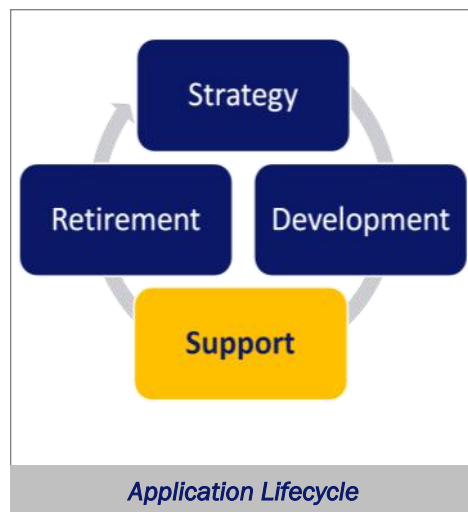 Strategy
Retirement
Development
Support
Application Lifecycle